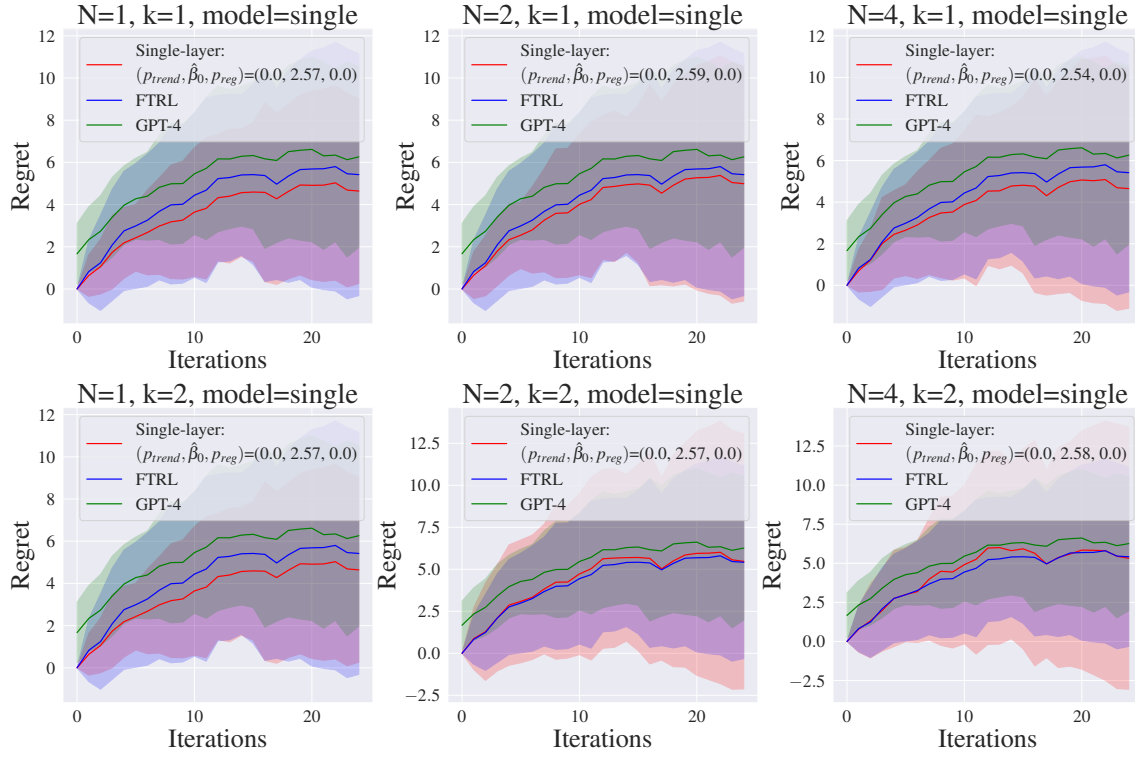 N=1, k=1, model=single
N=2, k=1, model=single
N=4, k=1, model=single
12
10
8
6
4
2
0
Regret
Single-layer:
(p_trend, β̂_0, p_reg)=(0.0, 2.57, 0.0)
FTRL
GPT-4
0
10
20
Iterations
12
10
8
6
4
2
0
Regret
Single-layer:
(p_trend, β̂_0, p_reg)=(0.0, 2.59, 0.0)
FTRL
GPT-4
0
10
20
Iterations
12
10
8
6
4
2
0
Regret
Single-layer:
(p_trend, β̂_0, p_reg)=(0.0, 2.54, 0.0)
FTRL
GPT-4
0
10
20
Iterations
N=1, k=2, model=single
N=2, k=2, model=single
N=4, k=2, model=single
12
10
8
6
4
2
0
Regret
Single-layer:
(p_trend, β̂_0, p_reg)=(0.0, 2.57, 0.0)
FTRL
GPT-4
0
10
20
Iterations
12.5
10.0
7.5
5.0
2.5
0.0
−2.5
Regret
Single-layer:
(p_trend, β̂_0, p_reg)=(0.0, 2.57, 0.0)
FTRL
GPT-4
0
10
20
Iterations
12.5
10.0
7.5
5.0
2.5
0.0
−2.5
Regret
Single-layer:
(p_trend, β̂_0, p_reg)=(0.0, 2.58, 0.0)
FTRL
GPT-4
0
10
20
Iterations